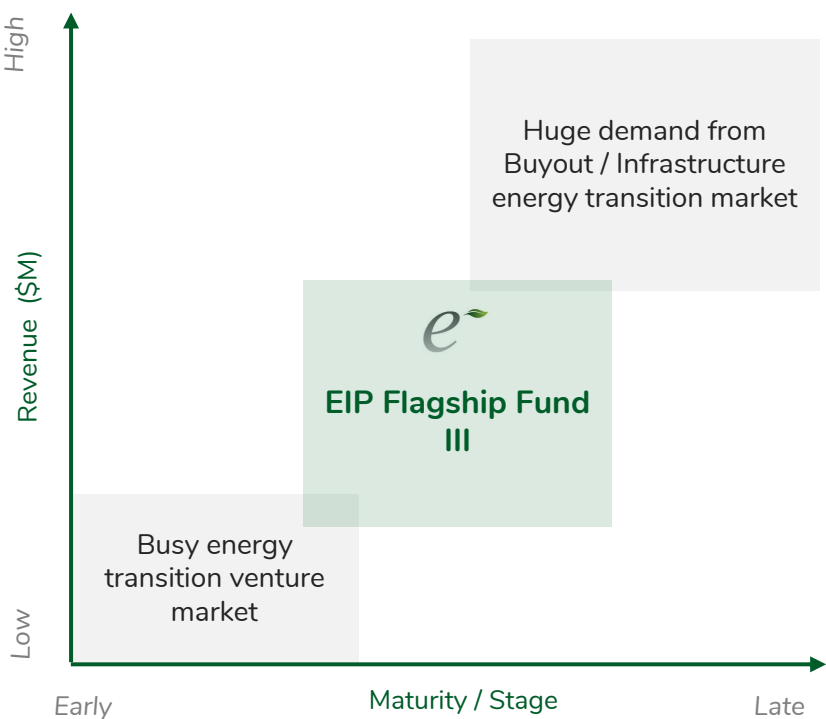 High
Huge demand from
Buyout / Infrastructure
energy transition market
Revenue ($M)
e
EIP Flagship Fund
III
Busy energy
transition venture
market
Low
Early
Maturity / Stage
Late